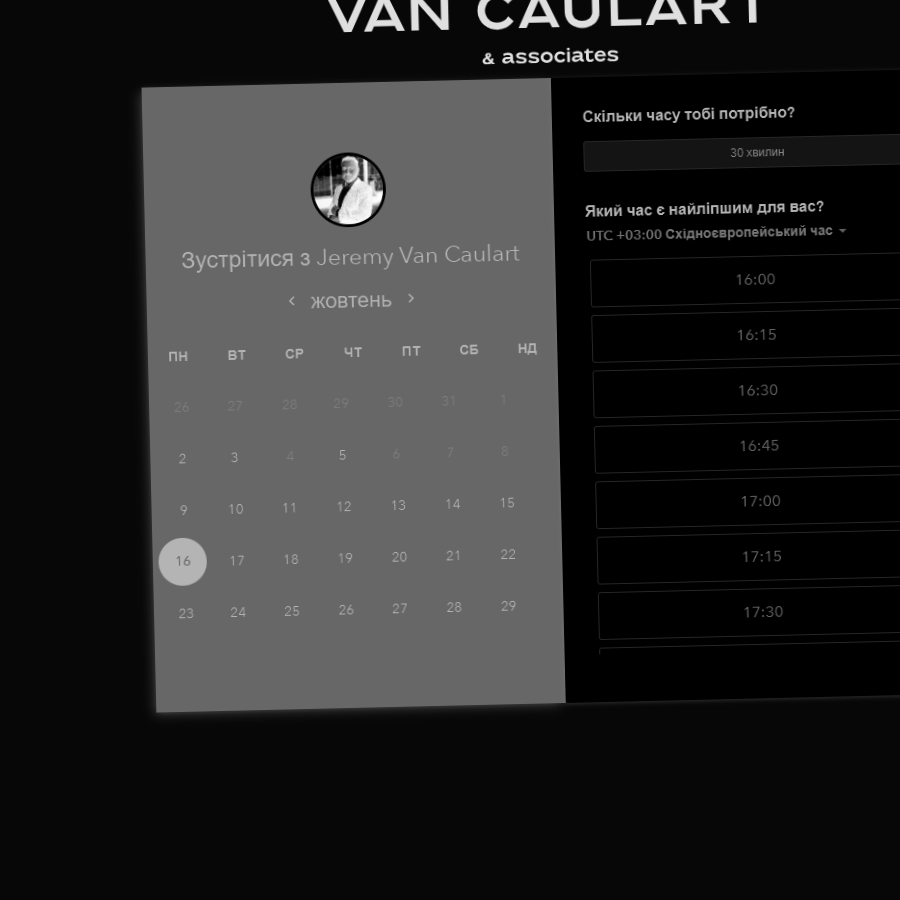 VAN CAULART
& associates
Зустрітися з Jeremy Van Caulart
‹ жовтень ›
ПН ВТ СР ЧТ ПТ СБ НД
26 27 28 29 30 31 1
2 3 4 5 6 7 8
9 10 11 12 13 14 15
16 17 18 19 20 21 22
23 24 25 26 27 28 29
Скільки часу тобі потрібно?
30 хвилин
Який час є найліпшим для вас?
UTC +03:00 Східноєвропейський час
16:00
16:15
16:30
16:45
17:00
17:15
17:30